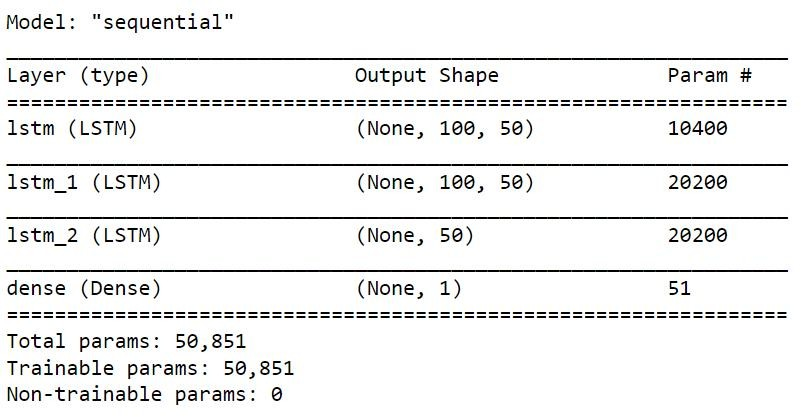 Model: "sequential"
_________________________________________________________________
Layer (type)                 Output Shape              Param #
=================================================================
lstm (LSTM)                  (None, 100, 50)           10400
_________________________________________________________________
lstm_1 (LSTM)                (None, 100, 50)           20200
_________________________________________________________________
lstm_2 (LSTM)                (None, 50)                20200
_________________________________________________________________
dense (Dense)                (None, 1)                 51
=================================================================
Total params: 50,851
Trainable params: 50,851
Non-trainable params: 0